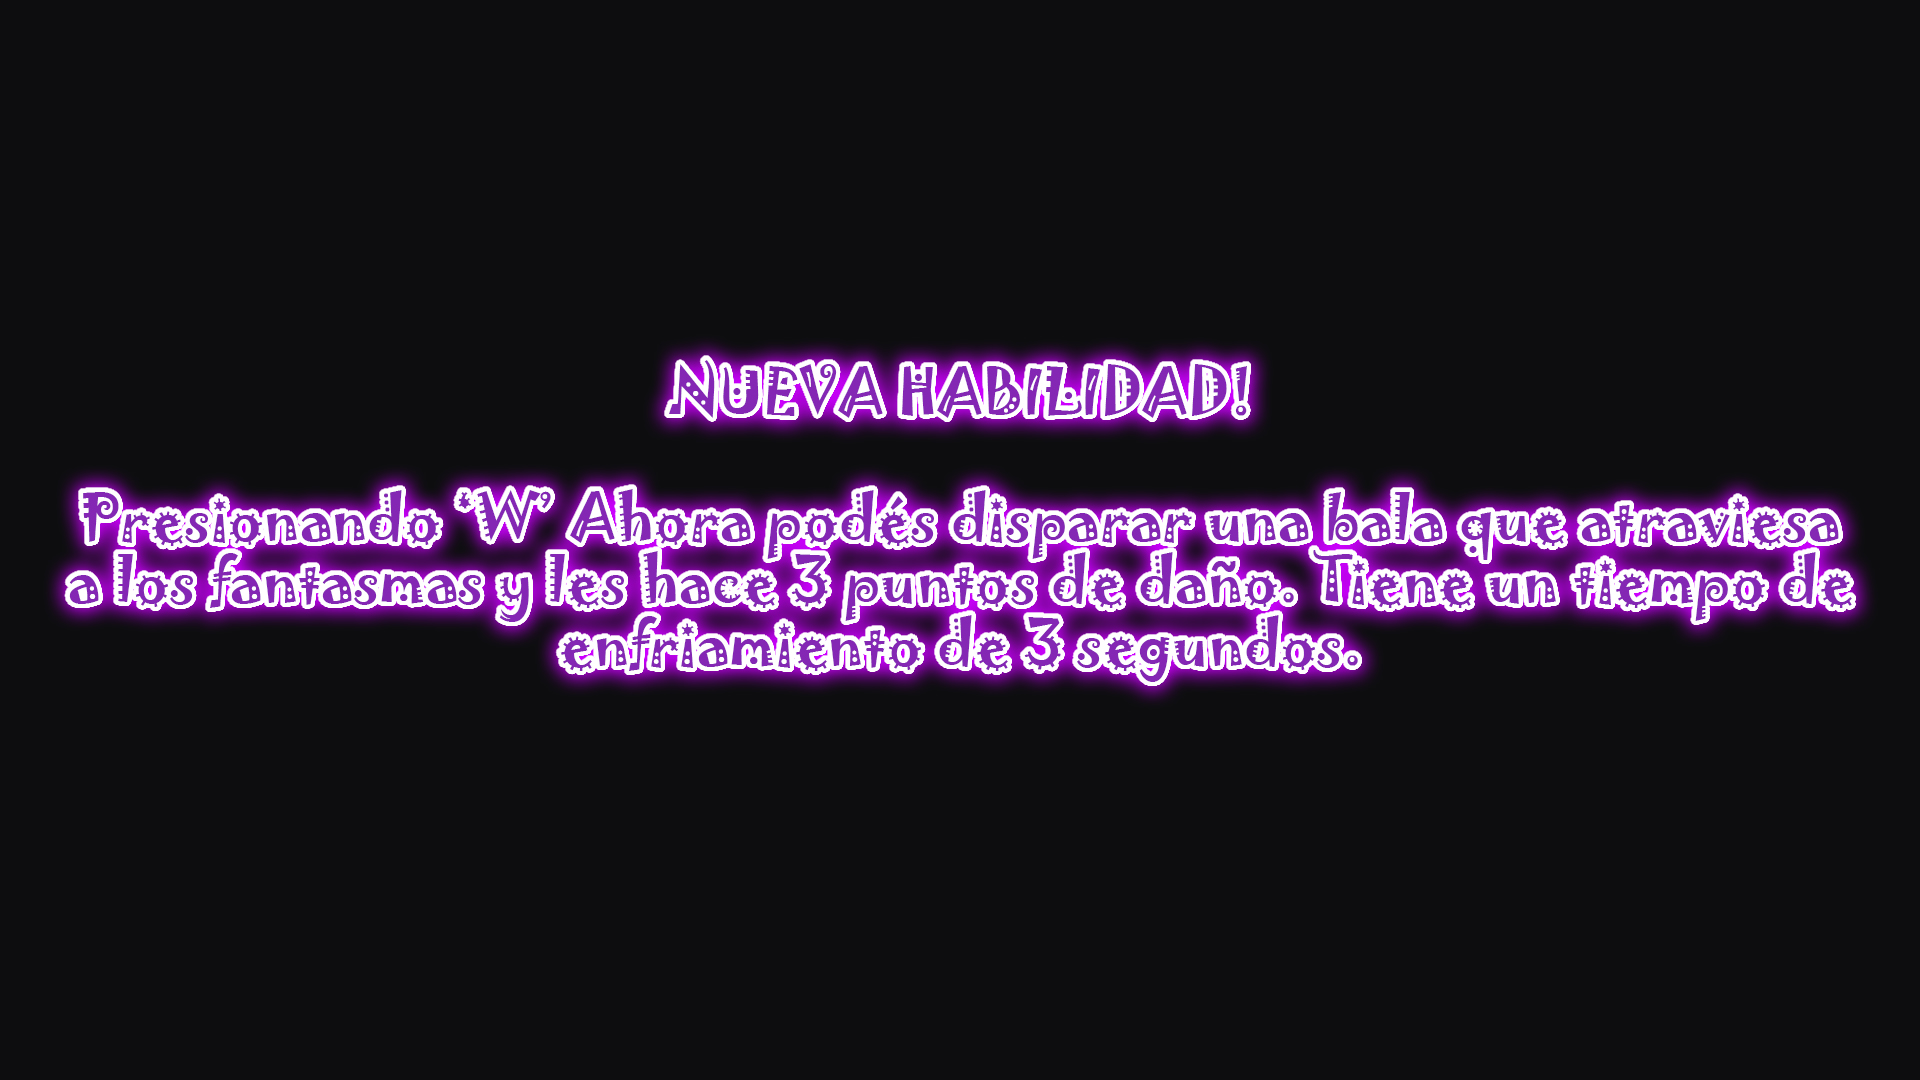 NUEVA HABILIDAD!
Presionando 'W' Ahora podés disparar una bala que atraviesa
a los fantasmas y les hace 3 puntos de daño. Tiene un tiempo de
enfriamiento de 3 segundos.